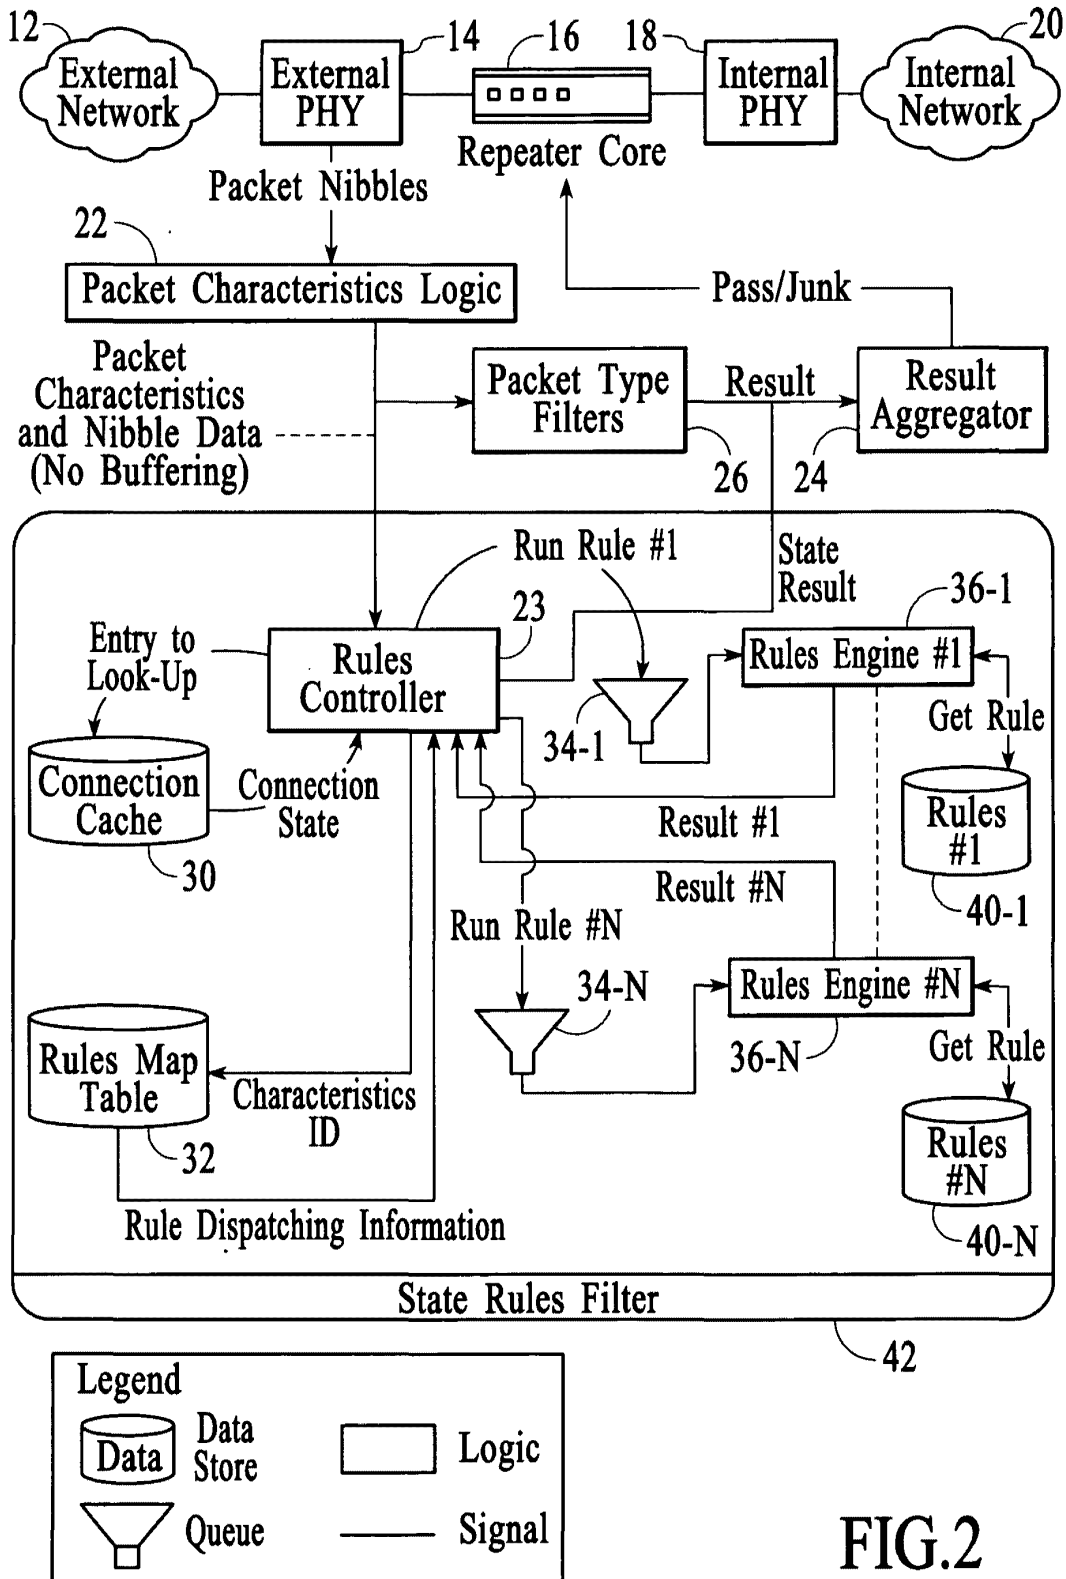 12
External
Network
External
PHY
14
16
Repeater Core
18
Internal
PHY
20
Internal
Network
Packet Nibbles
22
Packet Characteristics Logic
Pass/Junk
Packet
Characteristics
and Nibble Data
(No Buffering)
Packet Type
Filters
26
Result
Result
Aggregator
24
Run Rule #1
State
Result
23
36-1
Entry to
Look-Up
Rules
Controller
Rules Engine #1
34-1
Get Rule
Connection
Cache
30
Connection
State
Result #1
Rules
#1
40-1
Result #N
Run Rule #N
34-N
Rules Engine #N
36-N
Get Rule
Rules Map
Table
32
Characteristics
ID
Rules
#N
40-N
Rule Dispatching Information
State Rules Filter
42
Legend
Data
Data
Store
Logic
Queue
Signal
FIG.2